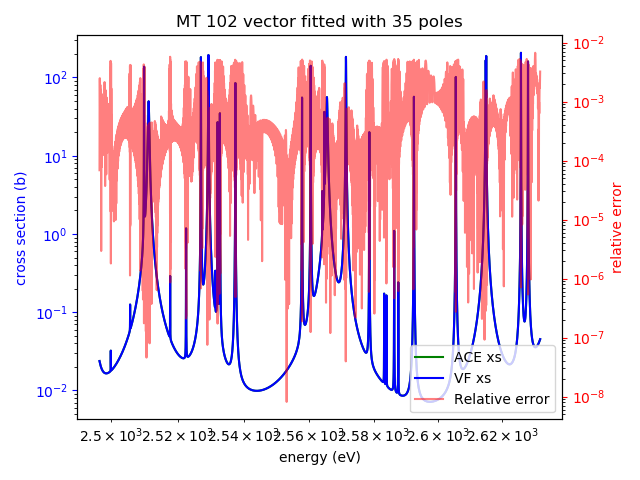 MT 102 vector fitted with 35 poles
cross section (b)
10²
10¹
10⁰
10⁻¹
10⁻²
10⁻²
10⁻³
10⁻⁴
10⁻⁵
10⁻⁶
10⁻⁷
10⁻⁸
relative error
ACE xs
VF xs
Relative error
2.5 × 10³ 2.52 × 10³ 2.54 × 10³ 2.56 × 10³ 2.58 × 10³ 2.6 × 10³ 2.62 × 10³
energy (eV)